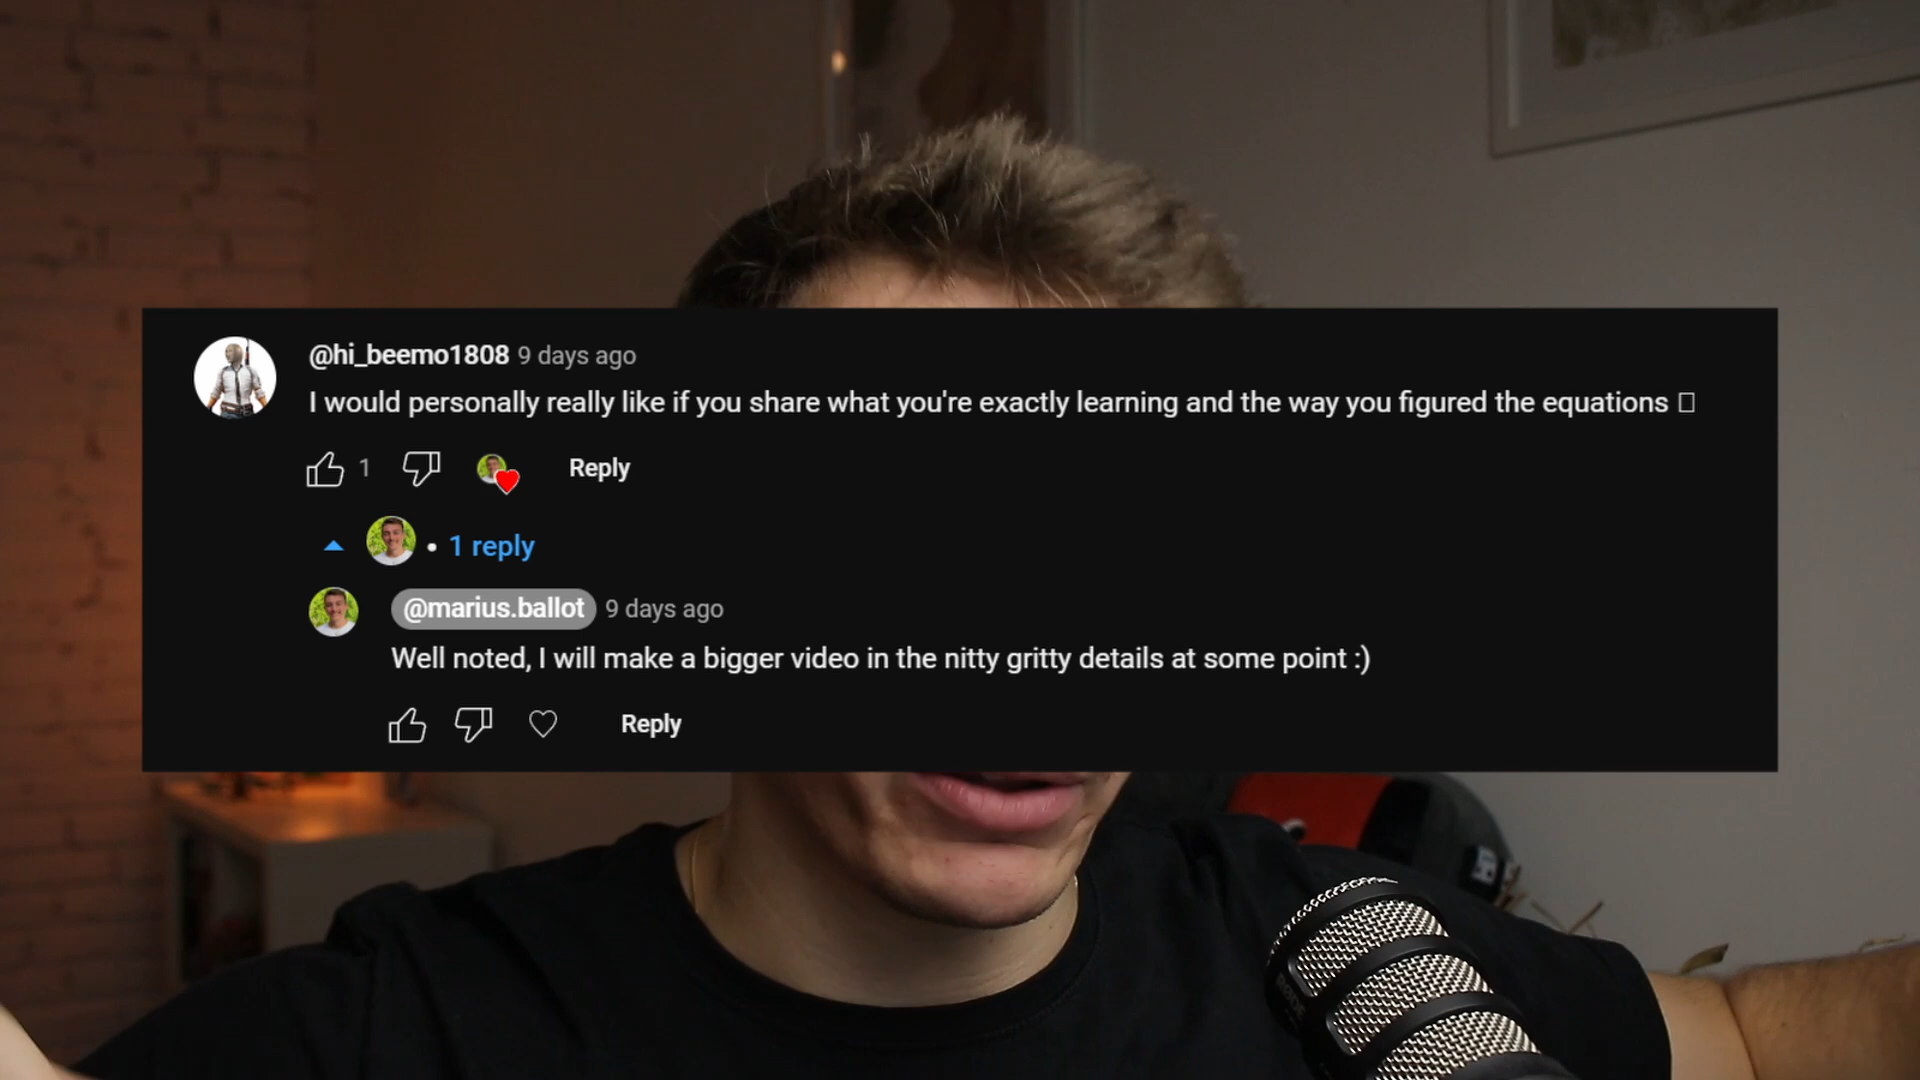 @hi_beemo1808 9 days ago
I would personally really like if you share what you're exactly learning and the way you figured the equations
1
Reply
• 1 reply
@marius.ballot 9 days ago
Well noted, I will make a bigger video in the nitty gritty details at some point :)
Reply
RØDE